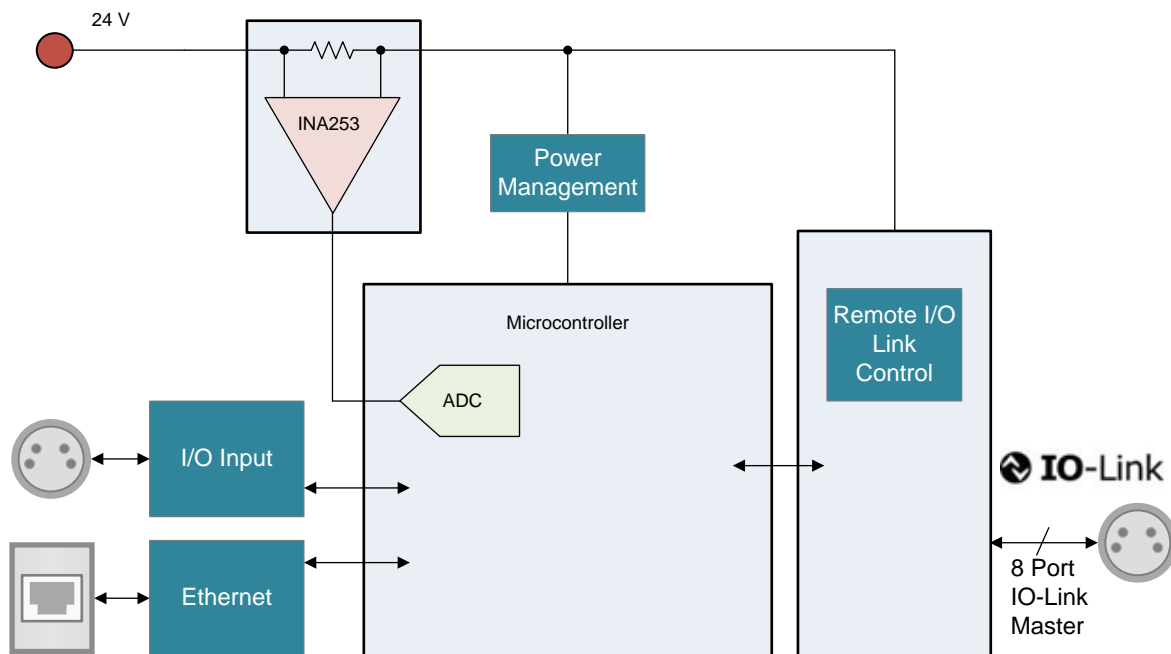 24 V
INA253
Power
Management
Microcontroller
Remote I/O
Link
Control
ADC
I/O Input
IO-Link
Ethernet
8 Port
IO-Link
Master